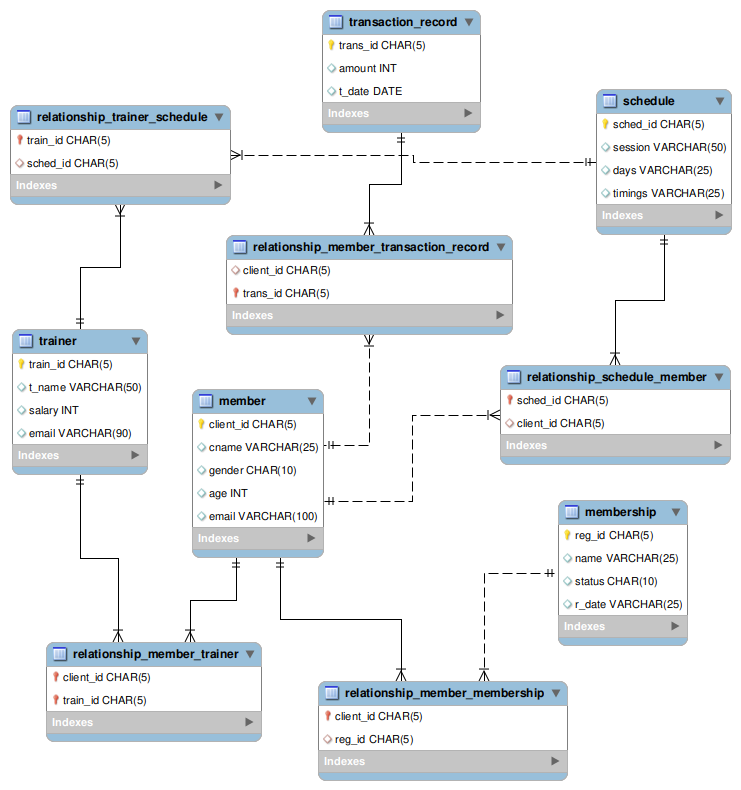 transaction_record
trans_id CHAR(5)
amount INT
t_date DATE
Indexes
schedule
sched_id CHAR(5)
session VARCHAR(50)
days VARCHAR(25)
timings VARCHAR(25)
Indexes
relationship_trainer_schedule
train_id CHAR(5)
sched_id CHAR(5)
Indexes
relationship_member_transaction_record
client_id CHAR(5)
trans_id CHAR(5)
Indexes
trainer
train_id CHAR(5)
t_name VARCHAR(50)
salary INT
email VARCHAR(90)
Indexes
member
client_id CHAR(5)
cname VARCHAR(25)
gender CHAR(10)
age INT
email VARCHAR(100)
Indexes
relationship_schedule_member
sched_id CHAR(5)
client_id CHAR(5)
Indexes
membership
reg_id CHAR(5)
name VARCHAR(25)
status CHAR(10)
r_date VARCHAR(25)
Indexes
relationship_member_trainer
client_id CHAR(5)
train_id CHAR(5)
Indexes
relationship_member_membership
client_id CHAR(5)
reg_id CHAR(5)
Indexes